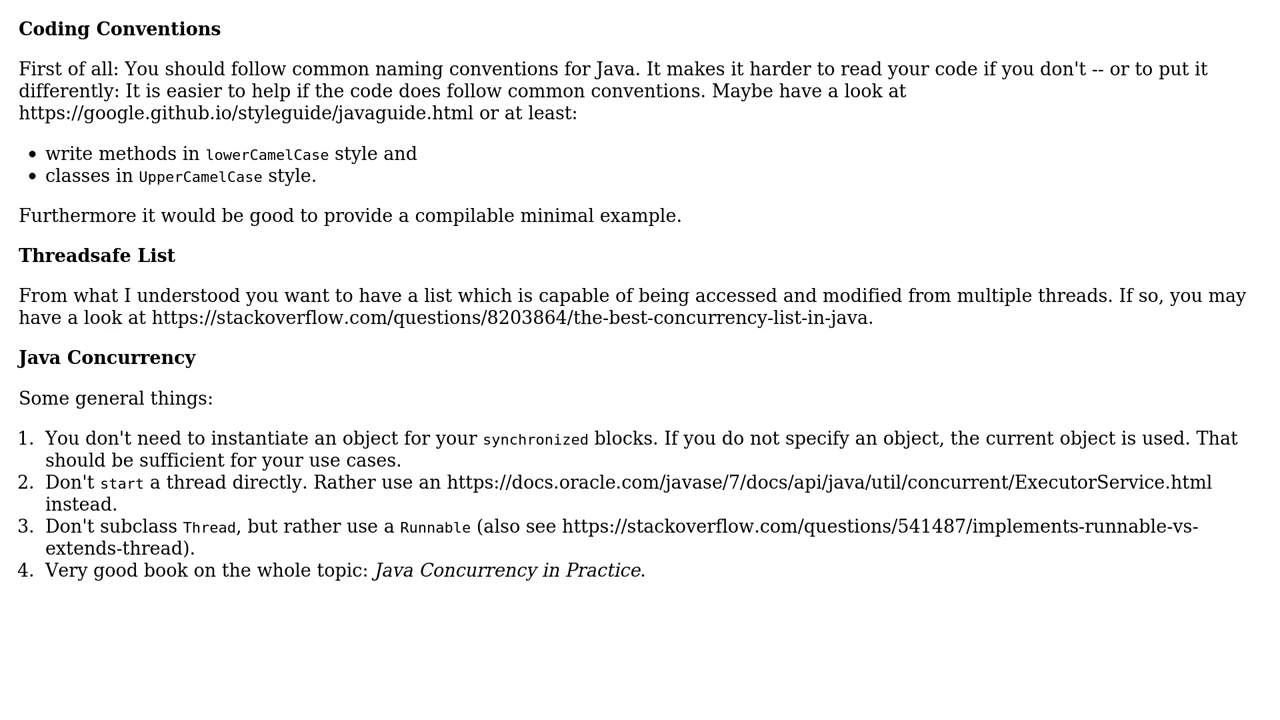 Coding Conventions
First of all: You should follow common naming conventions for Java. It makes it harder to read your code if you don't -- or to put it
differently: It is easier to help if the code does follow common conventions. Maybe have a look at
https://google.github.io/styleguide/javaguide.html or at least:
• write methods in lowerCamelCase style and
• classes in UpperCamelCase style.
Furthermore it would be good to provide a compilable minimal example.
Threadsafe List
From what I understood you want to have a list which is capable of being accessed and modified from multiple threads. If so, you may
have a look at https://stackoverflow.com/questions/8203864/the-best-concurrency-list-in-java.
Java Concurrency
Some general things:
1. You don't need to instantiate an object for your synchronized blocks. If you do not specify an object, the current object is used. That
should be sufficient for your use cases.
2. Don't start a thread directly. Rather use an https://docs.oracle.com/javase/7/docs/api/java/util/concurrent/ExecutorService.html
instead.
3. Don't subclass Thread, but rather use a Runnable (also see https://stackoverflow.com/questions/541487/implements-runnable-vs-
extends-thread).
4. Very good book on the whole topic: Java Concurrency in Practice.